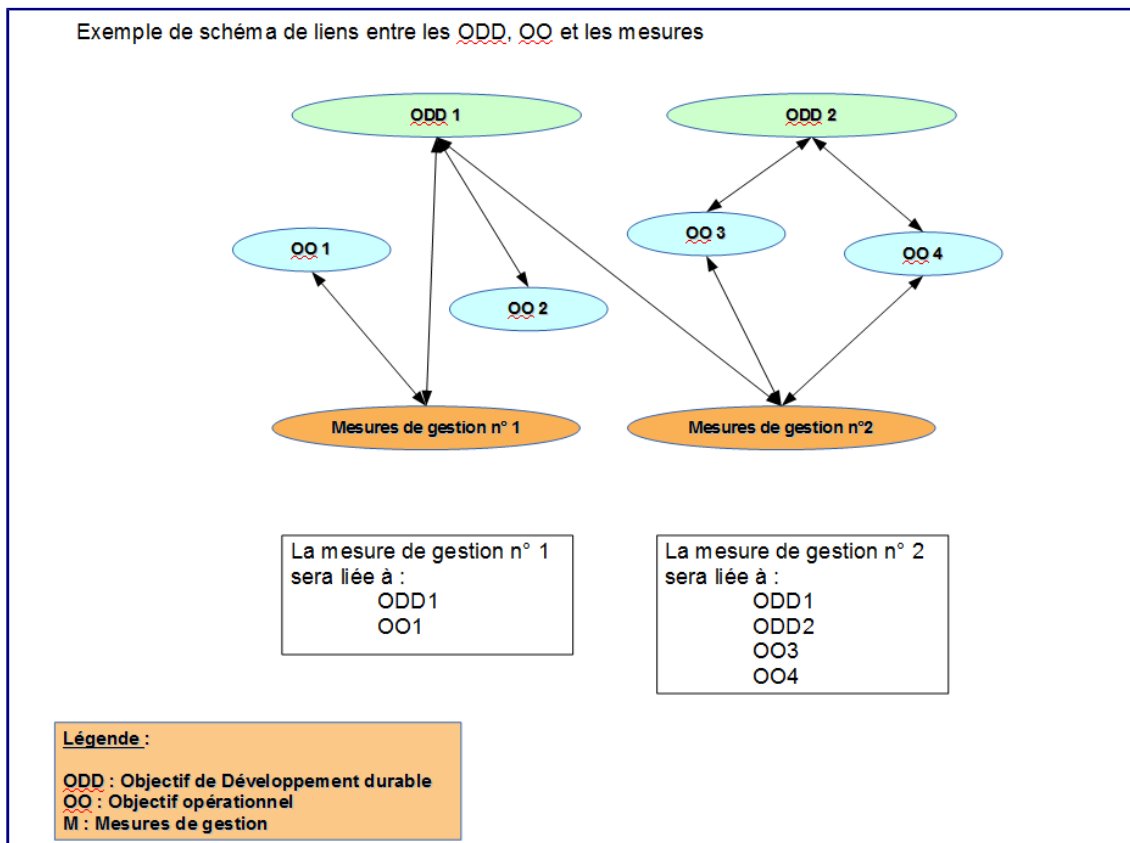 Exemple de schéma de liens entre les ODD, OO et les mesures
ODD 1
ODD 2
OO 1
OO 2
OO 3
OO 4
Mesures de gestion n° 1
Mesures de gestion n°2
La mesure de gestion n° 1
sera liée à :
ODD1
OO1
La mesure de gestion n° 2
sera liée à :
ODD1
ODD2
OO3
OO4
Légende :
ODD : Objectif de Développement durable
OO : Objectif opérationnel
M : Mesures de gestion